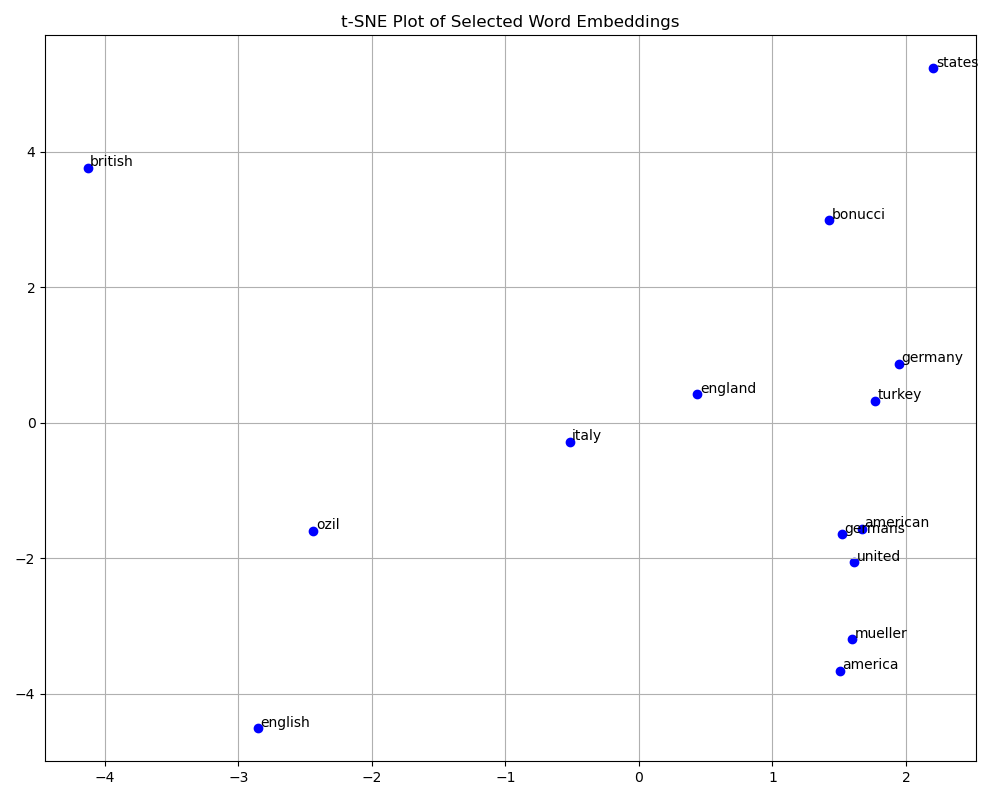 t-SNE Plot of Selected Word Embeddings
states
4
british
bonucci
2
germany
turkey
england
0
italy
ozil
american
germans
−2
united
mueller
america
−4
english
−4 −3 −2 −1 0 1 2